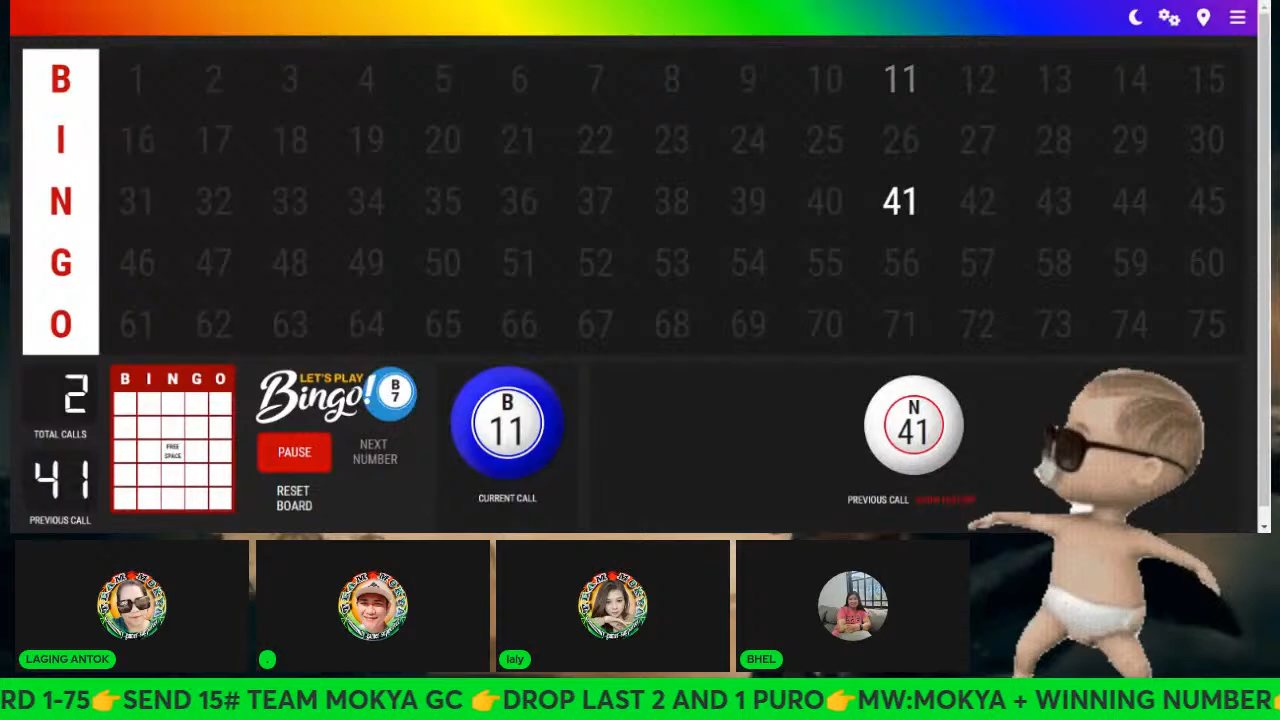 B 1 2 3 4 5 6 7 8 9 10 11 12 13 14 15
I 16 17 18 19 20 21 22 23 24 25 26 27 28 29 30
N 31 32 33 34 35 36 37 38 39 40 41 42 43 44 45
G 46 47 48 49 50 51 52 53 54 55 56 57 58 59 60
O 61 62 63 64 65 66 67 68 69 70 71 72 73 74 75
2
TOTAL CALLS
41
PREVIOUS CALL
B I N G O
FREE
SPACE
LET'S PLAY
Bingo!
B
7
PAUSE
NEXT
NUMBER
RESET
BOARD
B
11
CURRENT CALL
N
41
PREVIOUS CALL
TEAM MOKYA
TEAM MOKYA
TEAM MOKYA
LAGING ANTOK
.
laly
BHEL
RD 1-75👉SEND 15# TEAM MOKYA GC 👉DROP LAST 2 AND 1 PURO👉MW:MOKYA + WINNING NUMBER